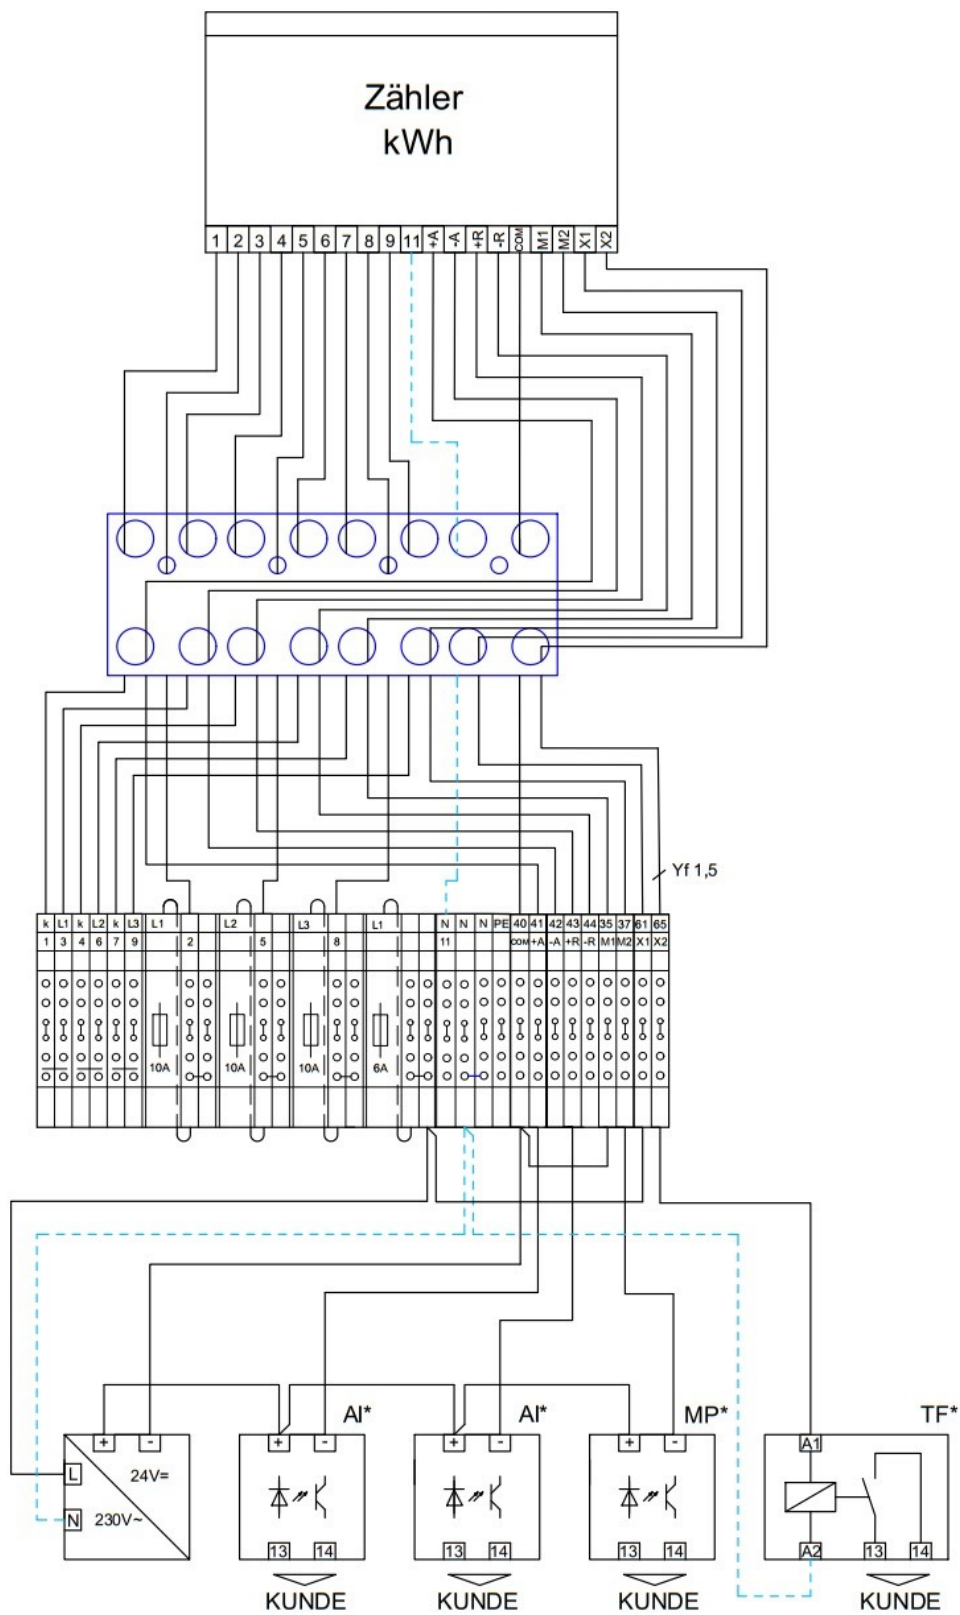 Zähler
kWh
1 2 3 4 5 6 7 8 9 11 +A -A +R -R COM M1 M2 X1 X2
Yf 1,5
k L1 k L2 k L3 L1 L2 L3 L1 N N N PE 40 41 42 43 44 35 37 61 65
1 3 4 6 7 9 2 5 8 11 COM +A -A +R -R M1 M2 X1 X2
10A 10A 10A 6A
AI* AI* MP* TF*
+ - + - + - + - A1
L 24V=
N 230V~
13 14 13 14 13 14 A2 13 14
KUNDE KUNDE KUNDE KUNDE